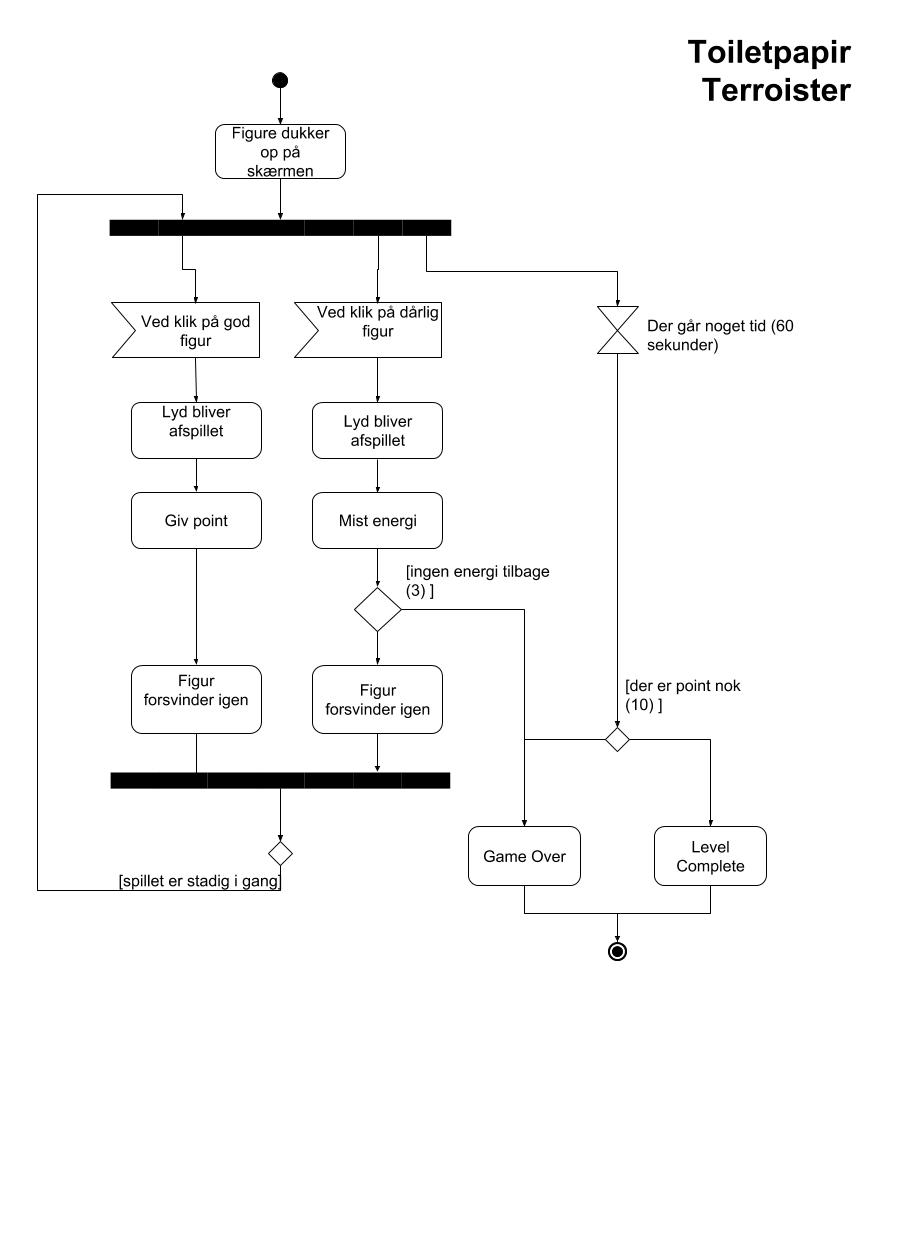 Toiletpapir
Terroister
Figure dukker
op på
skærmen
Ved klik på god
figur
Ved klik på dårlig
figur
Der går noget tid (60
sekunder)
Lyd bliver
afspillet
Lyd bliver
afspillet
Giv point
Mist energi
[ingen energi tilbage
(3) ]
Figur
forsvinder igen
Figur
forsvinder igen
[der er point nok
(10) ]
[spillet er stadig i gang]
Game Over
Level
Complete